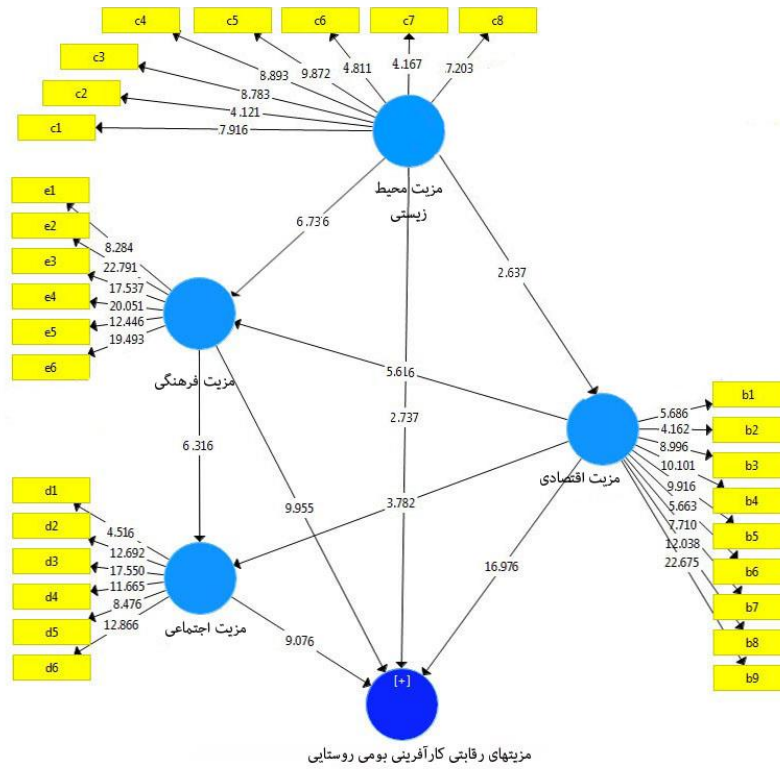 c4
c5
c6
c7
c8
c3
c2
c1
8.893
9.872
4.811
4.167
7.203
8.783
4.121
7.916
مزیت محیط
زیستی
e1
e2
e3
e4
e5
e6
8.284
22.791
17.537
20.051
12.446
19.493
مزیت فرهنگی
6.736
2.637
5.616
2.737
6.316
9.955
3.782
16.976
9.076
b1
b2
b3
b4
b5
b6
b7
b8
b9
5.686
4.162
8.996
10.101
9.916
5.663
7.710
12.038
22.675
مزیت اقتصادی
d1
d2
d3
d4
d5
d6
4.516
12.692
17.550
11.665
8.476
12.866
مزیت اجتماعی
[+]
مزیتهای رقابتی کارآفرینی بومی روستایی